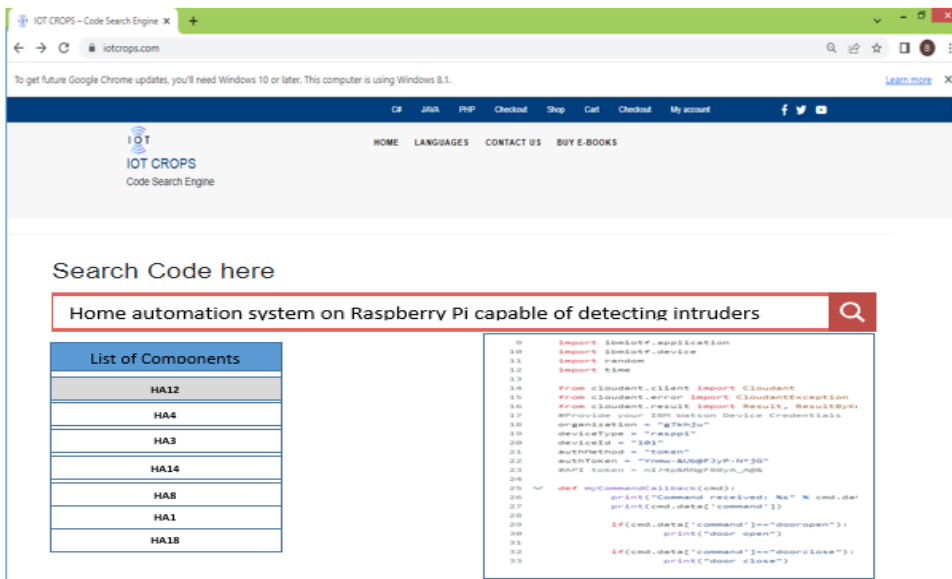 IOT CROPS – Code Search Engine
iotcrops.com
To get future Google Chrome updates, you'll need Windows 10 or later. This computer is using Windows 8.1.
Learn more
C# JAVA PHP Checkout Shop Cart Checkout My account
IOT
IOT CROPS
Code Search Engine
HOME LANGUAGES CONTACT US BUY E-BOOKS
Search Code here
Home automation system on Raspberry Pi capable of detecting intruders
List of Components
HA12
HA4
HA3
HA14
HA8
HA1
HA18
9 import ibmiotf.application
10 import ibmiotf.device
11 import random
12 import time
13
14 from cloudant.client import Cloudant
15 from cloudant.error import CloudantException
16 from cloudant.result import Result, ResultByKe
17 #Provide your IBM Watson Device Credentials
18 organization = "g7khju"
19 deviceType = "rasppi"
20 deviceId = "101"
21 authMethod = "token"
22 authToken =
23 #API token =
24
25 def myCommandCallback(cmd):
26 print("Command received: %s" % cmd.dat
27 print(cmd.data['command'])
28
29 if(cmd.data['command']=="dooropen"):
30 print("door open")
31
32 if(cmd.data['command']=="doorclose"):
33 print("door close")